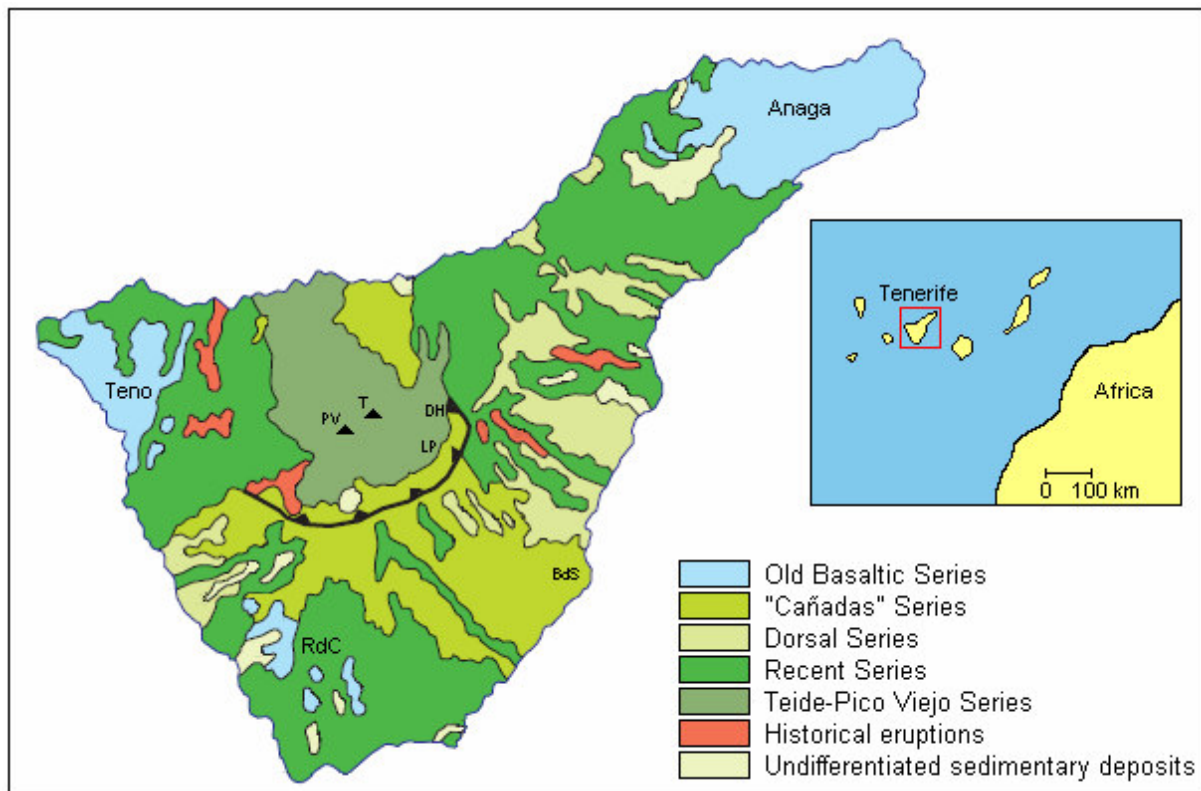 Anaga
Tenerife
Africa
0 100 km
Teno
PV
T
DH
LP
BdS
RdC
Old Basaltic Series
"Cañadas" Series
Dorsal Series
Recent Series
Teide-Pico Viejo Series
Historical eruptions
Undifferentiated sedimentary deposits